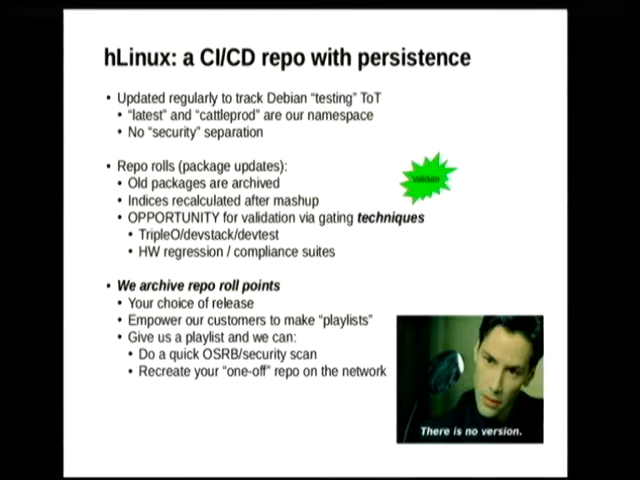 hLinux: a CI/CD repo with persistence
• Updated regularly to track Debian “testing” ToT
• “latest” and “cattleprod” are our namespace
• No “security” separation
• Repo rolls (package updates):
• Old packages are archived
• Indices recalculated after mashup
• OPPORTUNITY for validation via gating techniques
• TripleO/devstack/devtest
• HW regression / compliance suites
Validate
• We archive repo roll points
• Your choice of release
• Empower our customers to make “playlists”
• Give us a playlist and we can:
• Do a quick OSRB/security scan
• Recreate your “one-off” repo on the network
There is no version.